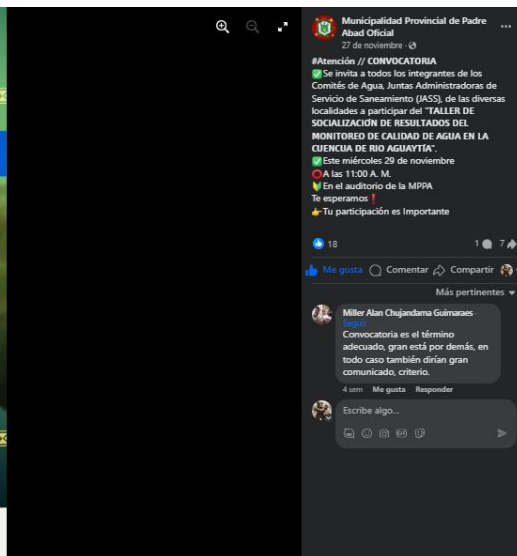 Municipalidad Provincial de Padre
Abad Oficial
27 de noviembre ·
#Atención // CONVOCATORIA
✅Se invita a todos los integrantes de los
Comités de Agua, Juntas Administradoras de
Servicio de Saneamiento (JASS), de las diversas
localidades a participar del "TALLER DE
SOCIALIZACIÓN DE RESULTADOS DEL
MONITOREO DE CALIDAD DE AGUA EN LA
CUENCUA DE RIO AGUAYTÍA".
✅Este miércoles 29 de noviembre
⭕A las 11:00 A. M.
🔰En el auditorio de la MPPA
Te esperamos❗
👉Tu participación es Importante
18
1 7
Me gusta Comentar Compartir
Más pertinentes
Miller Alan Chujandama Guimaraes ·
Seguir
Convocatoria es el término
adecuado, gran está por demás, en
todo caso también dirían gran
comunicado, criterio.
4 sem Me gusta Responder
Escribe algo...